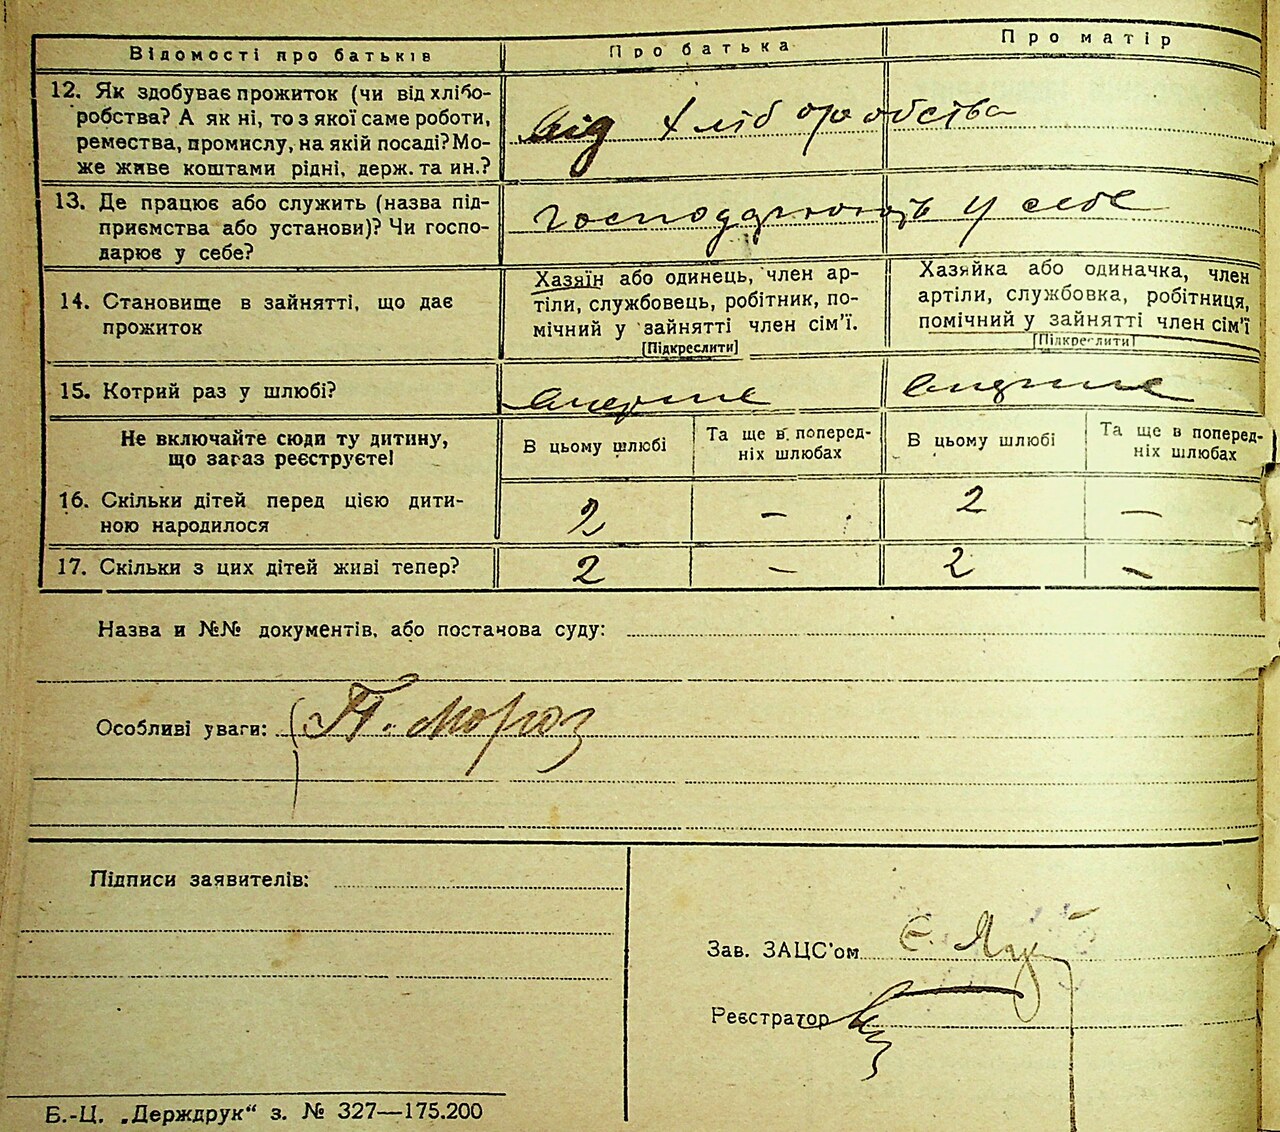 Відомості про батьків
Про батька
Про матір
12. Як здобуває прожиток (чи від хлібо-
робства? А як ні, то з якої саме роботи,
ремества, промислу, на якій посаді? Мо-
же живе коштами рідні, держ. та ин.?
від хліборобства
13. Де працює або служить (назва під-
приємства або установи)? Чи госпо-
дарює у себе?
господарюють у себе
14. Становище в зайнятті, що дає
прожиток
Хазяїн або одинець, член ар-
тіли, службовець, робітник, по-
мічний у зайнятті член сім’ї.
[Підкреслити]
Хазяйка або одиначка, член
артіли, службовка, робітниця,
помічний у зайнятті член сім’ї
[Підкреслити]
15. Котрий раз у шлюбі?
вперше
вперше
Не включайте сюди ту дитину,
що зараз реєструєте!
В цьому шлюбі
Та ще в поперед-
ніх шлюбах
В цьому шлюбі
Та ще в поперед-
ніх шлюбах
16. Скільки дітей перед цією дити-
ною народилося
2 — 2 —
17. Скільки з цих дітей живі тепер?
2 — 2 —
Назва и №№ документів, або постанова суду:
Особливі уваги: П. Мороз
Підписи заявителів:
Зав. ЗАЦС'ом Є.
Реєстратор
Б.-Ц. „Держдрук“ з. № 327—175.200